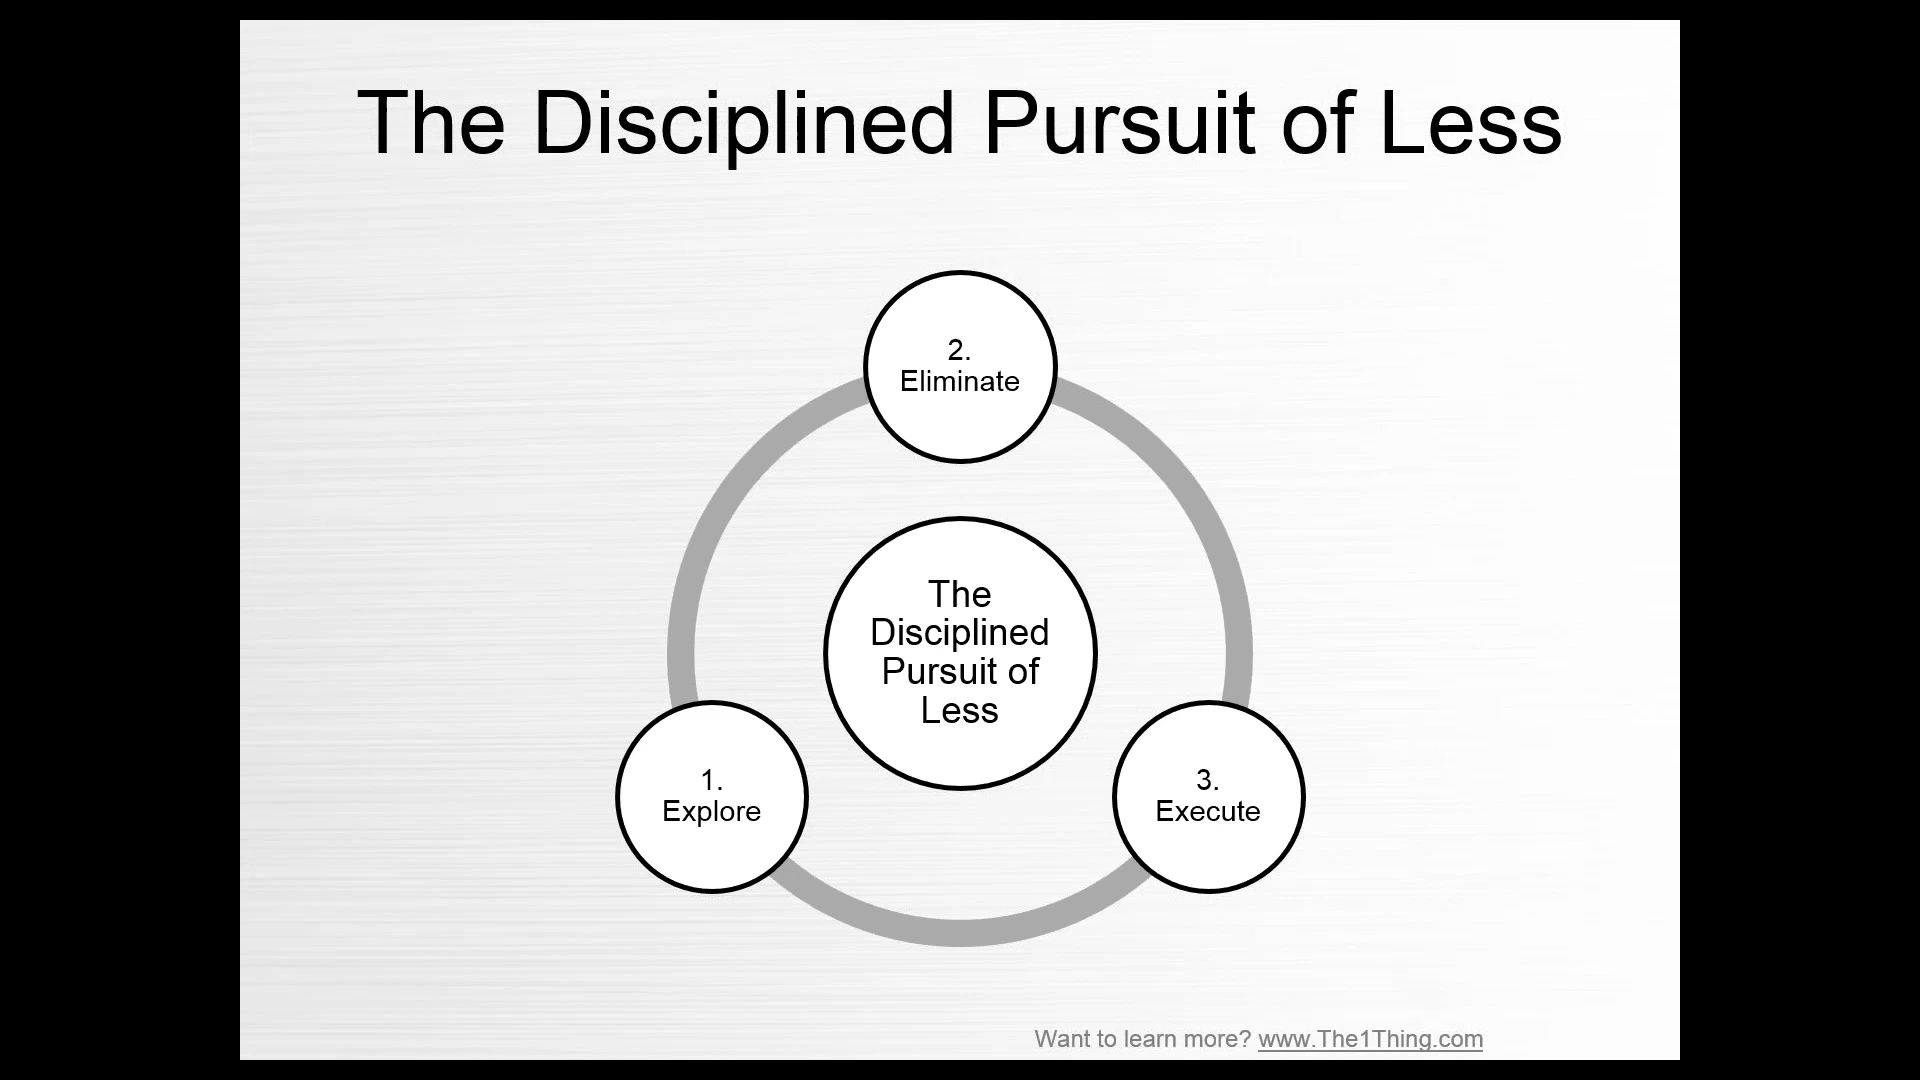 The Disciplined Pursuit of Less
2.
Eliminate
The
Disciplined
Pursuit of
Less
1.
Explore
3.
Execute
Want to learn more? www.The1Thing.com